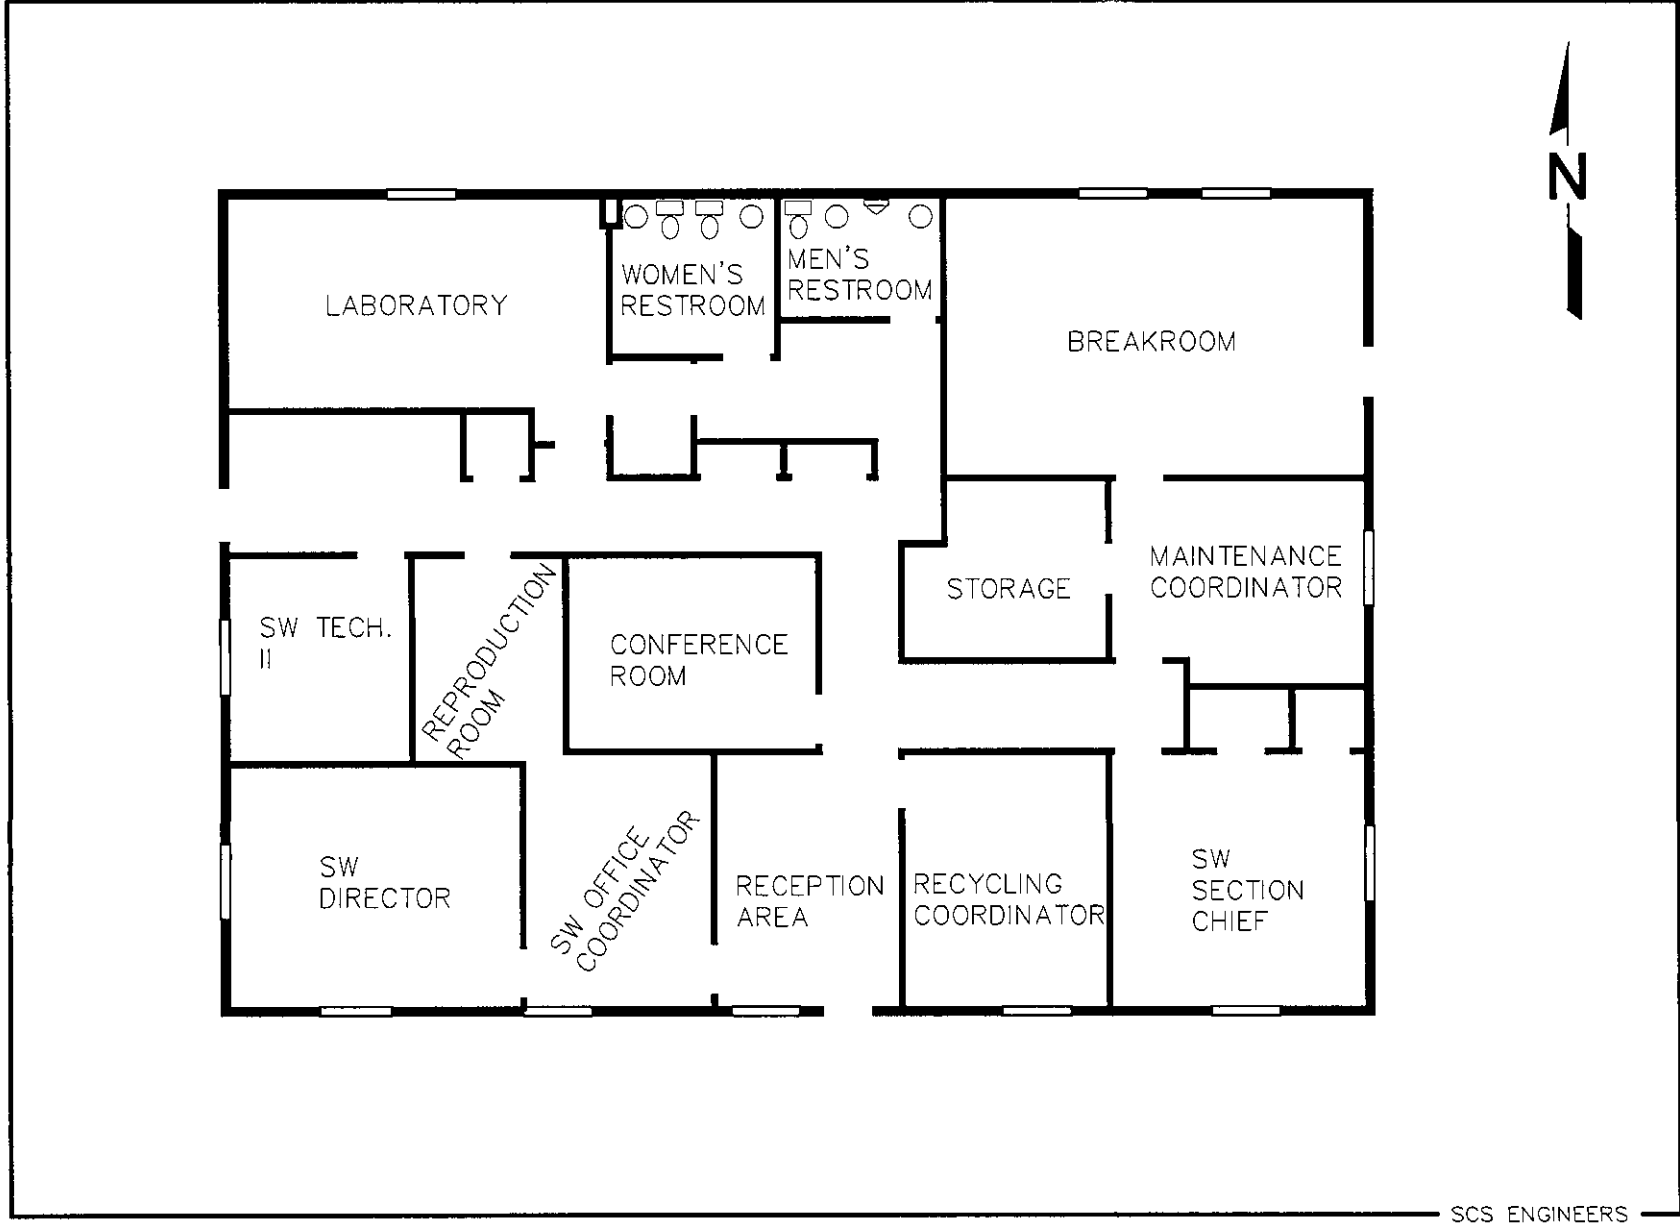 N
WOMEN'S
RESTROOM
MEN'S
RESTROOM
LABORATORY
BREAKROOM
STORAGE
MAINTENANCE
COORDINATOR
SW TECH.
II
REPRODUCTION
ROOM
CONFERENCE
ROOM
SW
DIRECTOR
SW OFFICE
COORDINATOR
RECEPTION
AREA
RECYCLING
COORDINATOR
SW
SECTION
CHIEF
SCS ENGINEERS